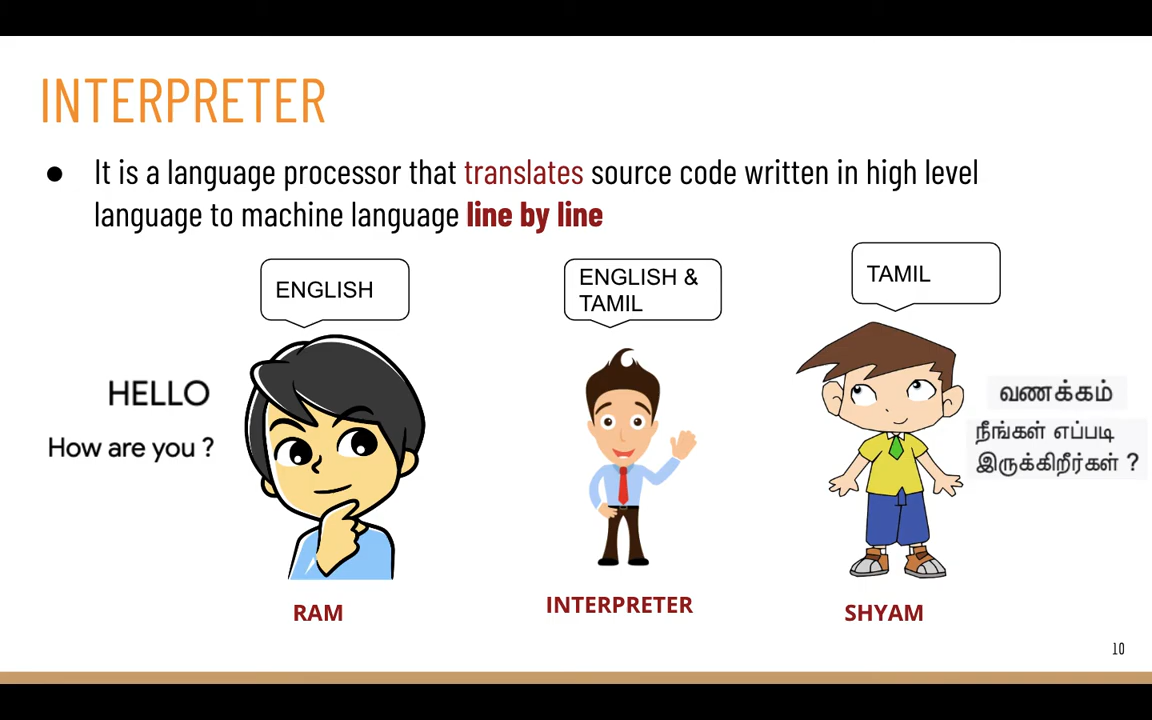 INTERPRETER
● It is a language processor that translates source code written in high level
language to machine language line by line
ENGLISH
ENGLISH &
TAMIL
TAMIL
HELLO
How are you ?
வணக்கம்
நீங்கள் எப்படி
இருக்கிறீர்கள் ?
RAM
INTERPRETER
SHYAM
10